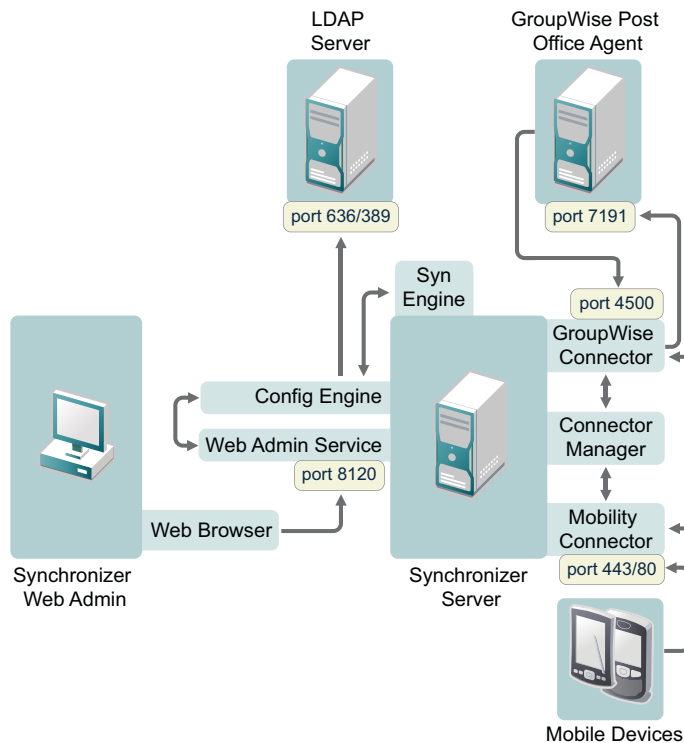 LDAP
Server
GroupWise Post
Office Agent
port 636/389
port 7191
Syn
Engine
port 4500
GroupWise
Connector
Config Engine
Web Admin Service
port 8120
Connector
Manager
Web Browser
Mobility
Connector
port 443/80
Synchronizer
Web Admin
Synchronizer
Server
Mobile Devices